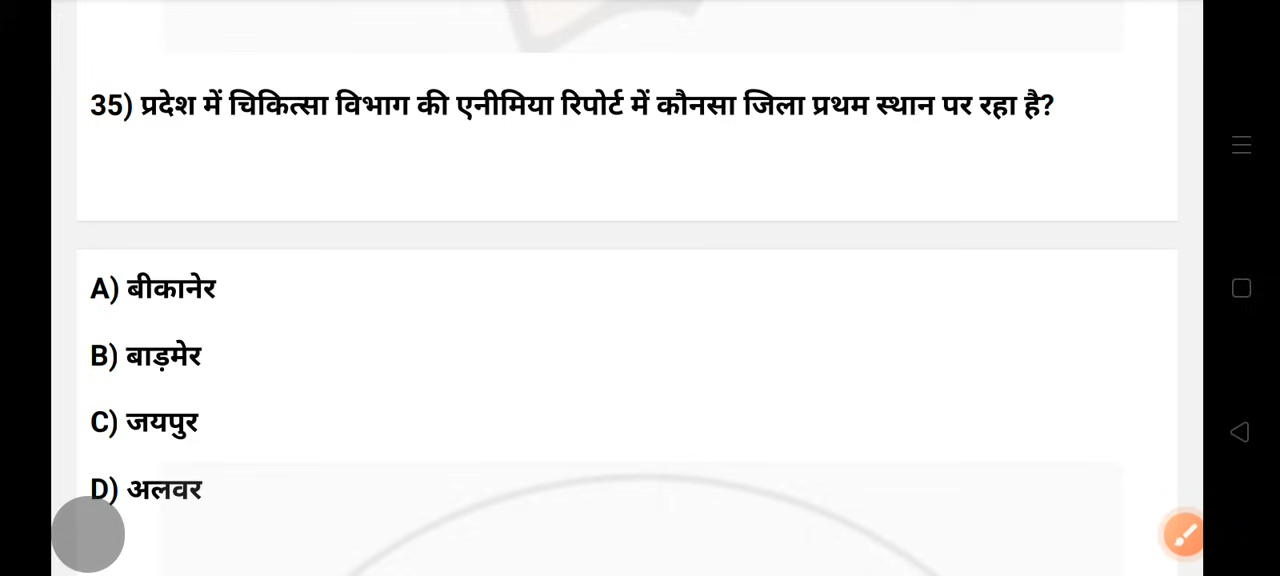 35) प्रदेश में चिकित्सा विभाग की एनीमिया रिपोर्ट में कौनसा जिला प्रथम स्थान पर रहा है?
A) बीकानेर
B) बाड़मेर
C) जयपुर
D) अलवर